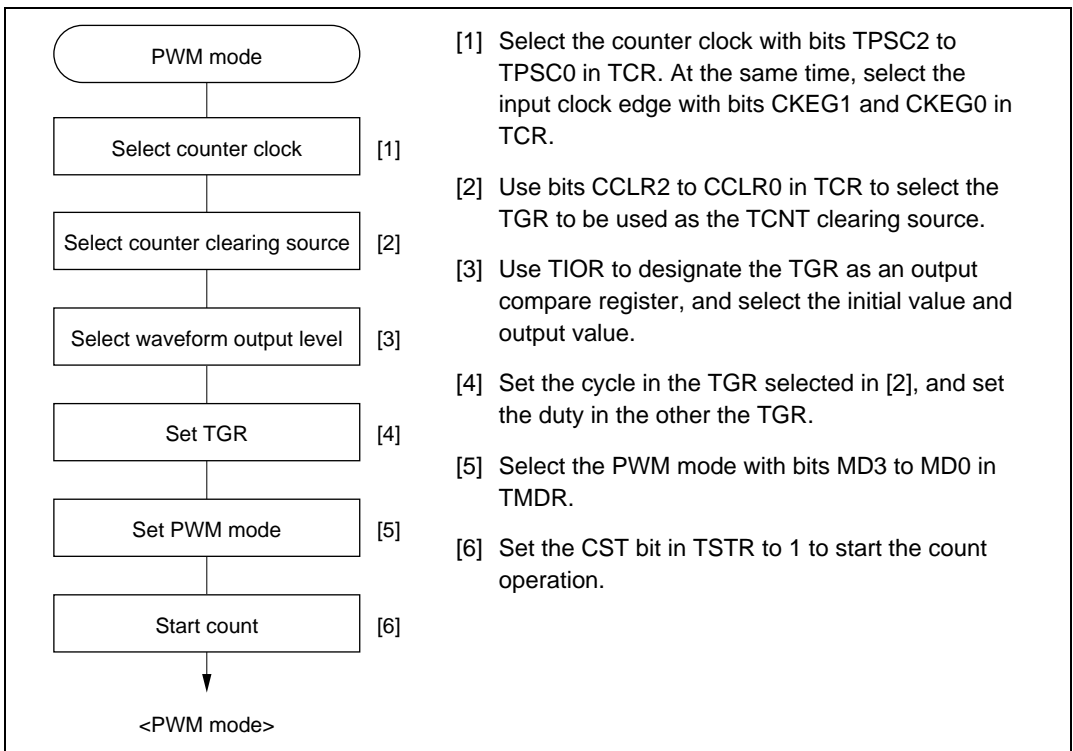 PWM mode
Select counter clock [1]
Select counter clearing source [2]
Select waveform output level [3]
Set TGR [4]
Set PWM mode [5]
Start count [6]
<PWM mode>
[1] Select the counter clock with bits TPSC2 to
TPSC0 in TCR. At the same time, select the
input clock edge with bits CKEG1 and CKEG0 in
TCR.
[2] Use bits CCLR2 to CCLR0 in TCR to select the
TGR to be used as the TCNT clearing source.
[3] Use TIOR to designate the TGR as an output
compare register, and select the initial value and
output value.
[4] Set the cycle in the TGR selected in [2], and set
the duty in the other the TGR.
[5] Select the PWM mode with bits MD3 to MD0 in
TMDR.
[6] Set the CST bit in TSTR to 1 to start the count
operation.